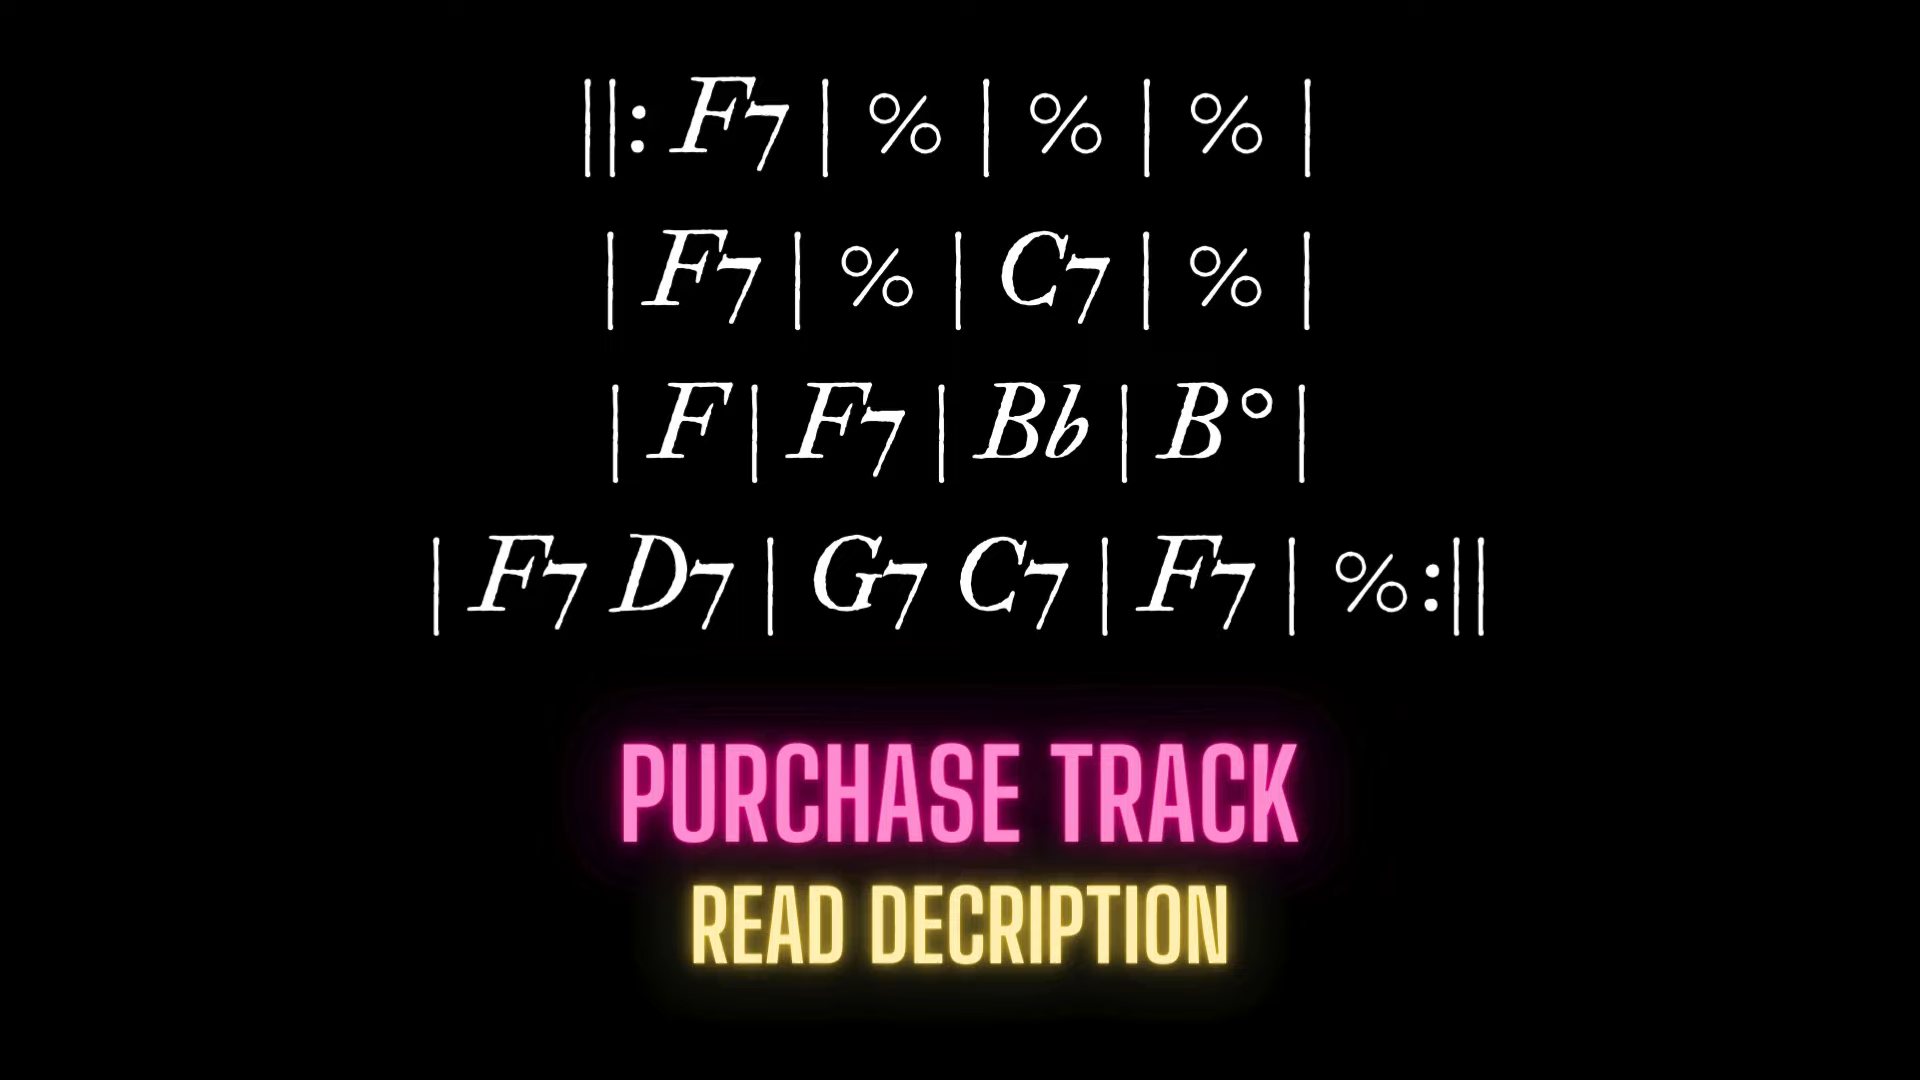 ||: F7 | % | % | % |
| F7 | % | C7 | % |
| F | F7 | Bb | B° |
| F7 D7 | G7 C7 | F7 | % :||
PURCHASE TRACK
READ DECRIPTION